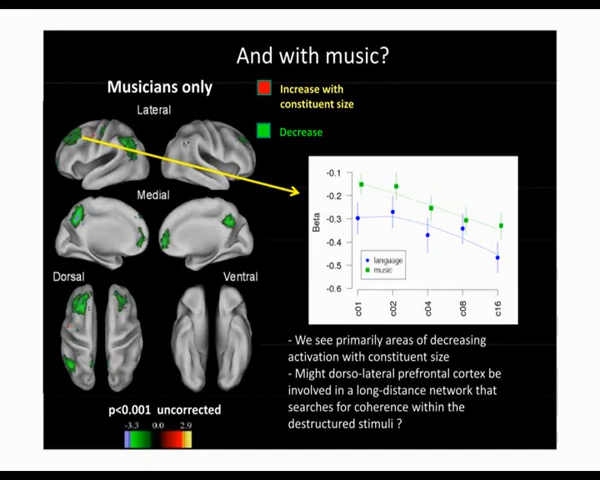 And with music?
Musicians only
Increase with
constituent size
Decrease
Lateral
Medial
Dorsal
Ventral
p<0.001 uncorrected
-3.3 0.0 2.9
-0.1
-0.2
-0.3
-0.4
-0.5
-0.6
Beta
language
music
c01 c02 c04 c08 c16
- We see primarily areas of decreasing
activation with constituent size
- Might dorso-lateral prefrontal cortex be
involved in a long-distance network that
searches for coherence within the
destructured stimuli ?